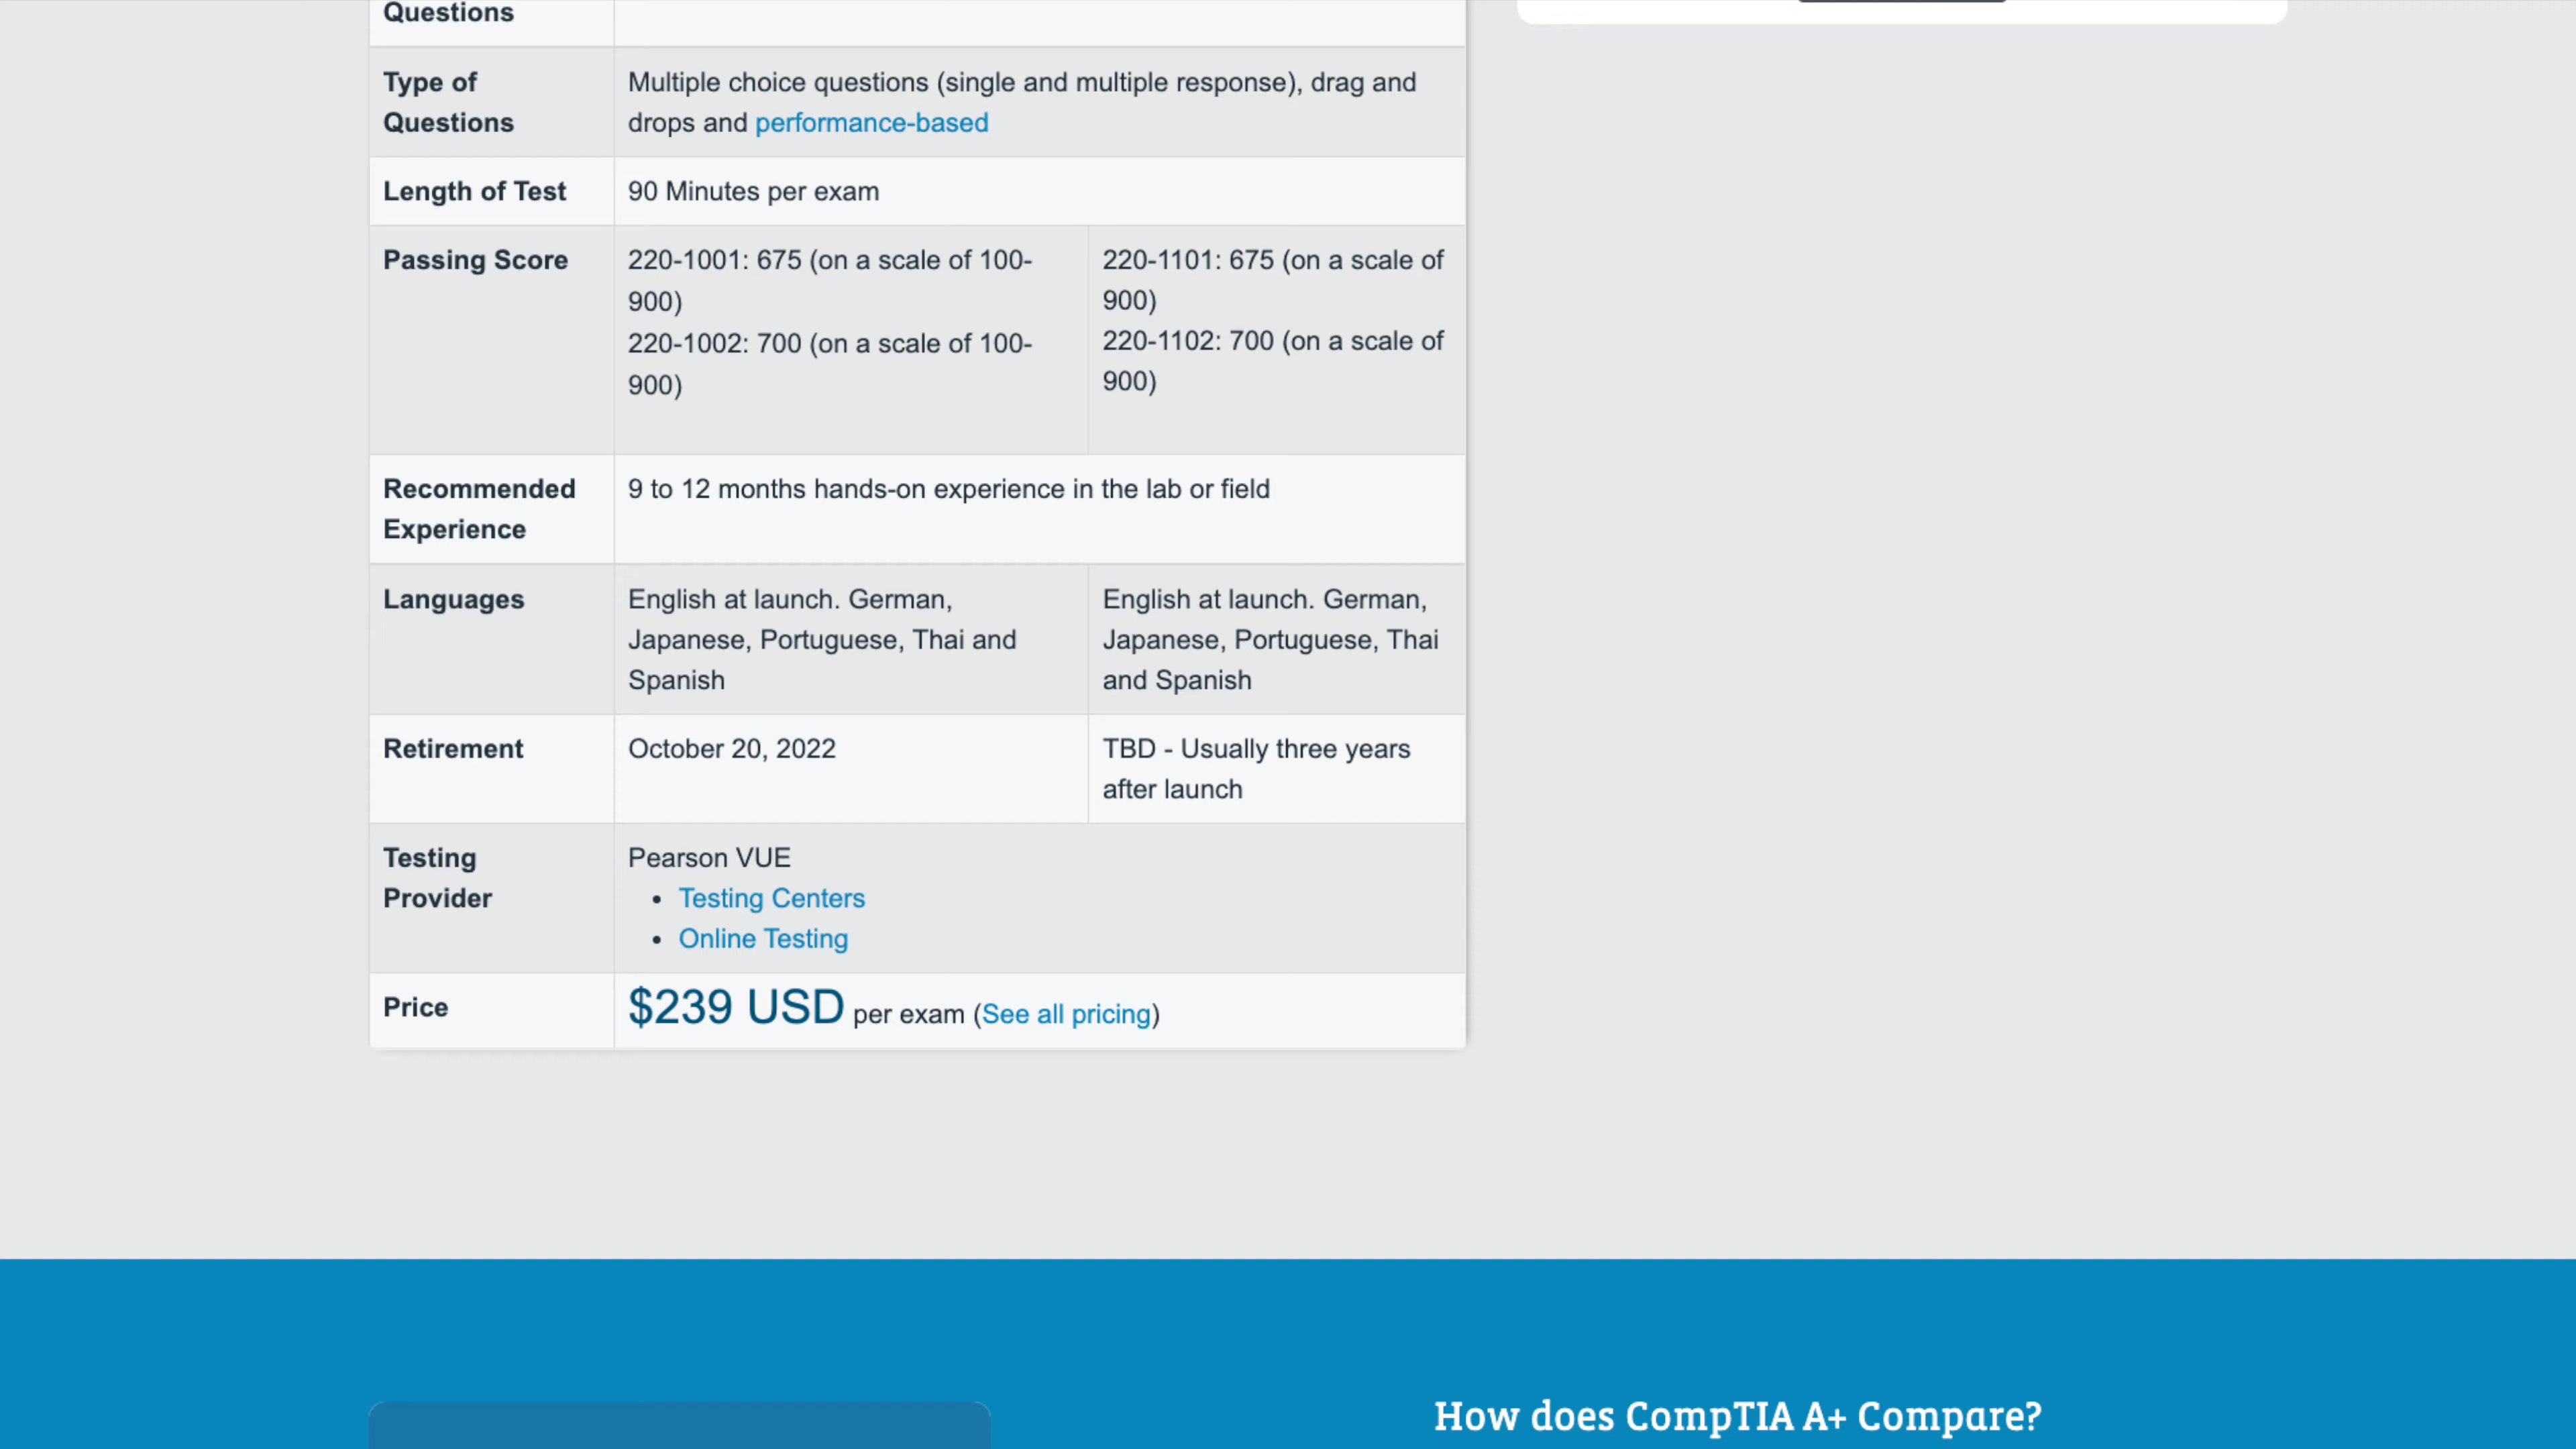 Questions
Type of
Questions
Multiple choice questions (single and multiple response), drag and
drops and performance-based
Length of Test
90 Minutes per exam
Passing Score
220-1001: 675 (on a scale of 100-
900)
220-1002: 700 (on a scale of 100-
900)
220-1101: 675 (on a scale of
900)
220-1102: 700 (on a scale of
900)
Recommended
Experience
9 to 12 months hands-on experience in the lab or field
Languages
English at launch. German,
Japanese, Portuguese, Thai and
Spanish
English at launch. German,
Japanese, Portuguese, Thai
and Spanish
Retirement
October 20, 2022
TBD - Usually three years
after launch
Testing
Provider
Pearson VUE
• Testing Centers
• Online Testing
Price
$239 USD per exam (See all pricing)
How does CompTIA A+ Compare?